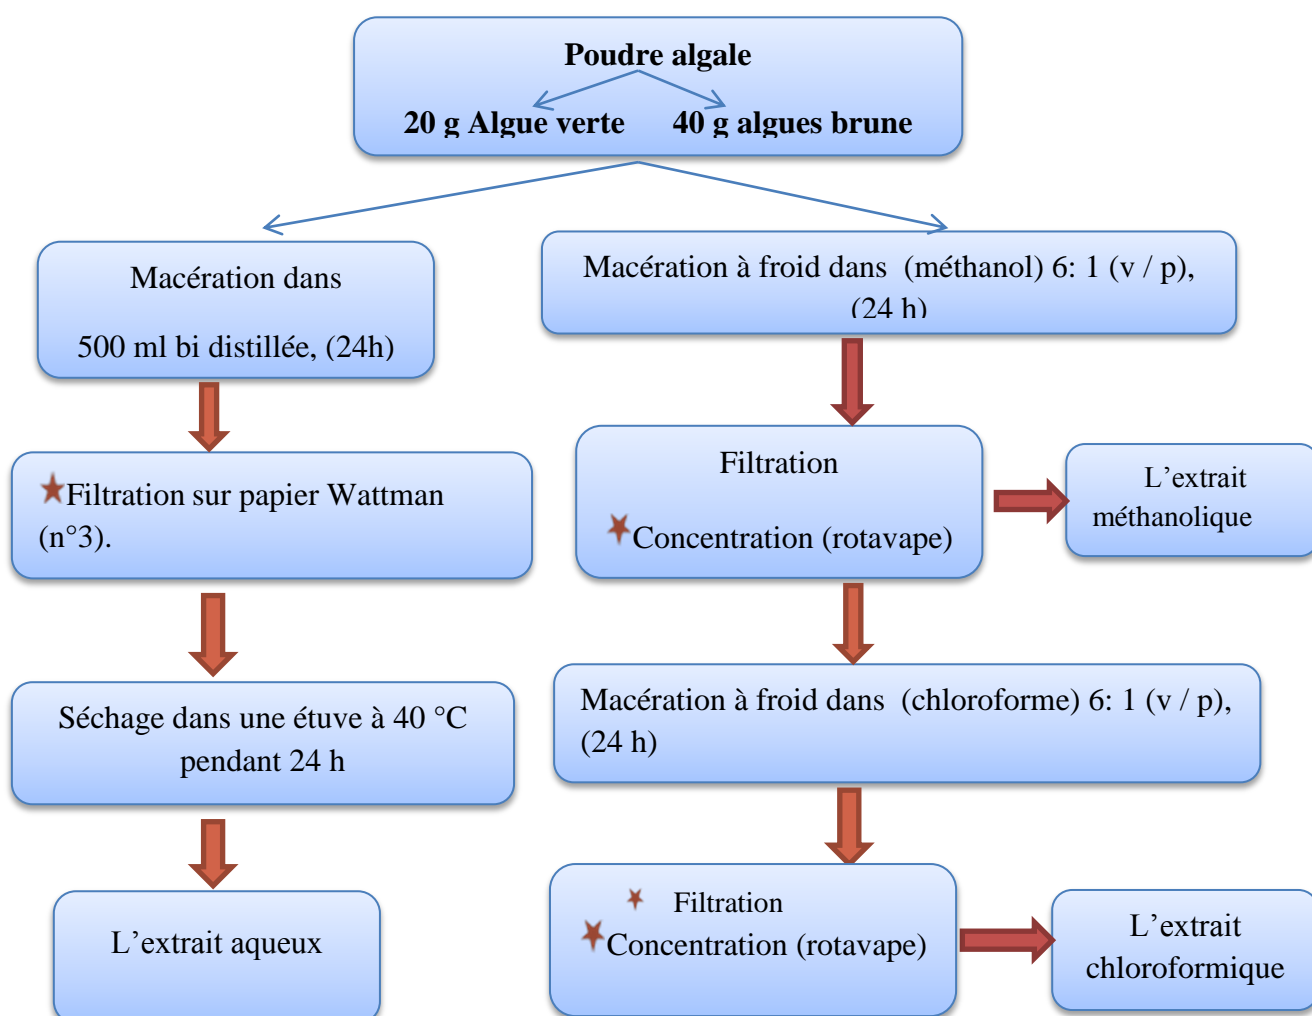 Poudre algale
20 g Algue verte 40 g algues brune
Macération dans
500 ml bi distillée, (24h)
Filtration sur papier Wattman
(n°3).
Séchage dans une étuve à 40 °C
pendant 24 h
L’extrait aqueux
Macération à froid dans (méthanol) 6: 1 (v / p),
(24 h)
Filtration
Concentration (rotavape)
L’extrait
méthanolique
Macération à froid dans (chloroforme) 6: 1 (v / p),
(24 h)
Filtration
Concentration (rotavape)
L’extrait
chloroformique